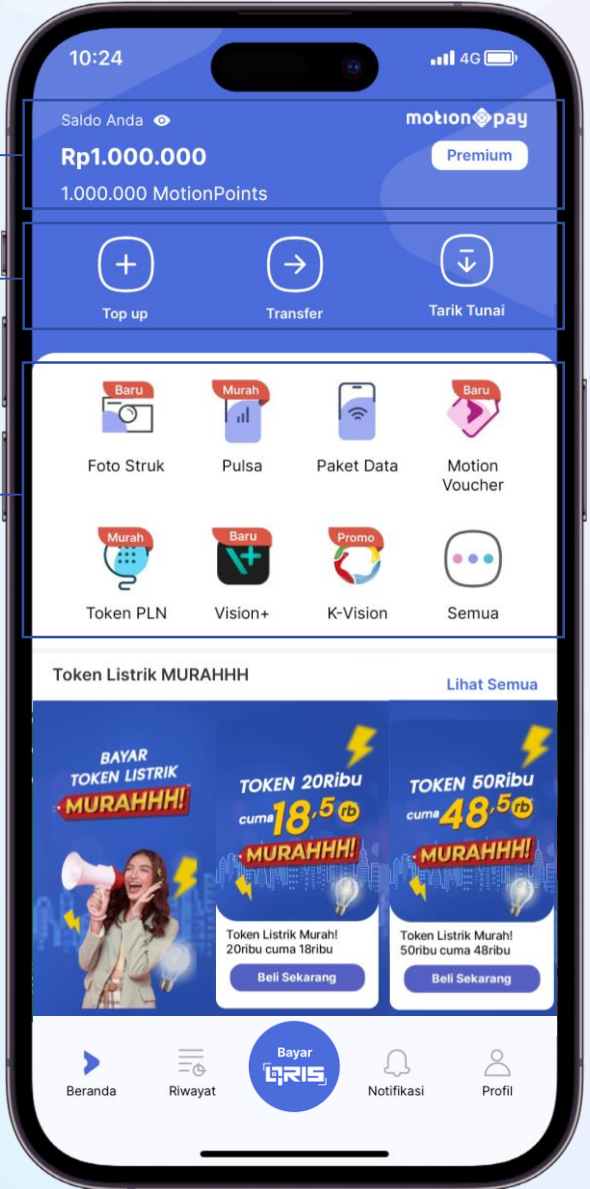 10:24
4G
Saldo Anda
motion pay
Rp1.000.000
Premium
1.000.000 MotionPoints
Top up
Transfer
Tarik Tunai
Baru
Murah
Baru
Foto Struk
Pulsa
Paket Data
Motion
Voucher
Murah
Baru
Promo
V+
Token PLN
Vision+
K-Vision
Semua
Token Listrik MURAHHH
Lihat Semua
BAYAR
TOKEN LISTRIK
MURAHHH!
TOKEN 20Ribu
cuma 18,5 rb
MURAHHH!
Token Listrik Murah!
20ribu cuma 18ribu
Beli Sekarang
TOKEN 50Ribu
cuma 48,5 rb
MURAHHH!
Token Listrik Murah!
50ribu cuma 48ribu
Beli Sekarang
Beranda
Riwayat
Bayar
QRIS
Notifikasi
Profil